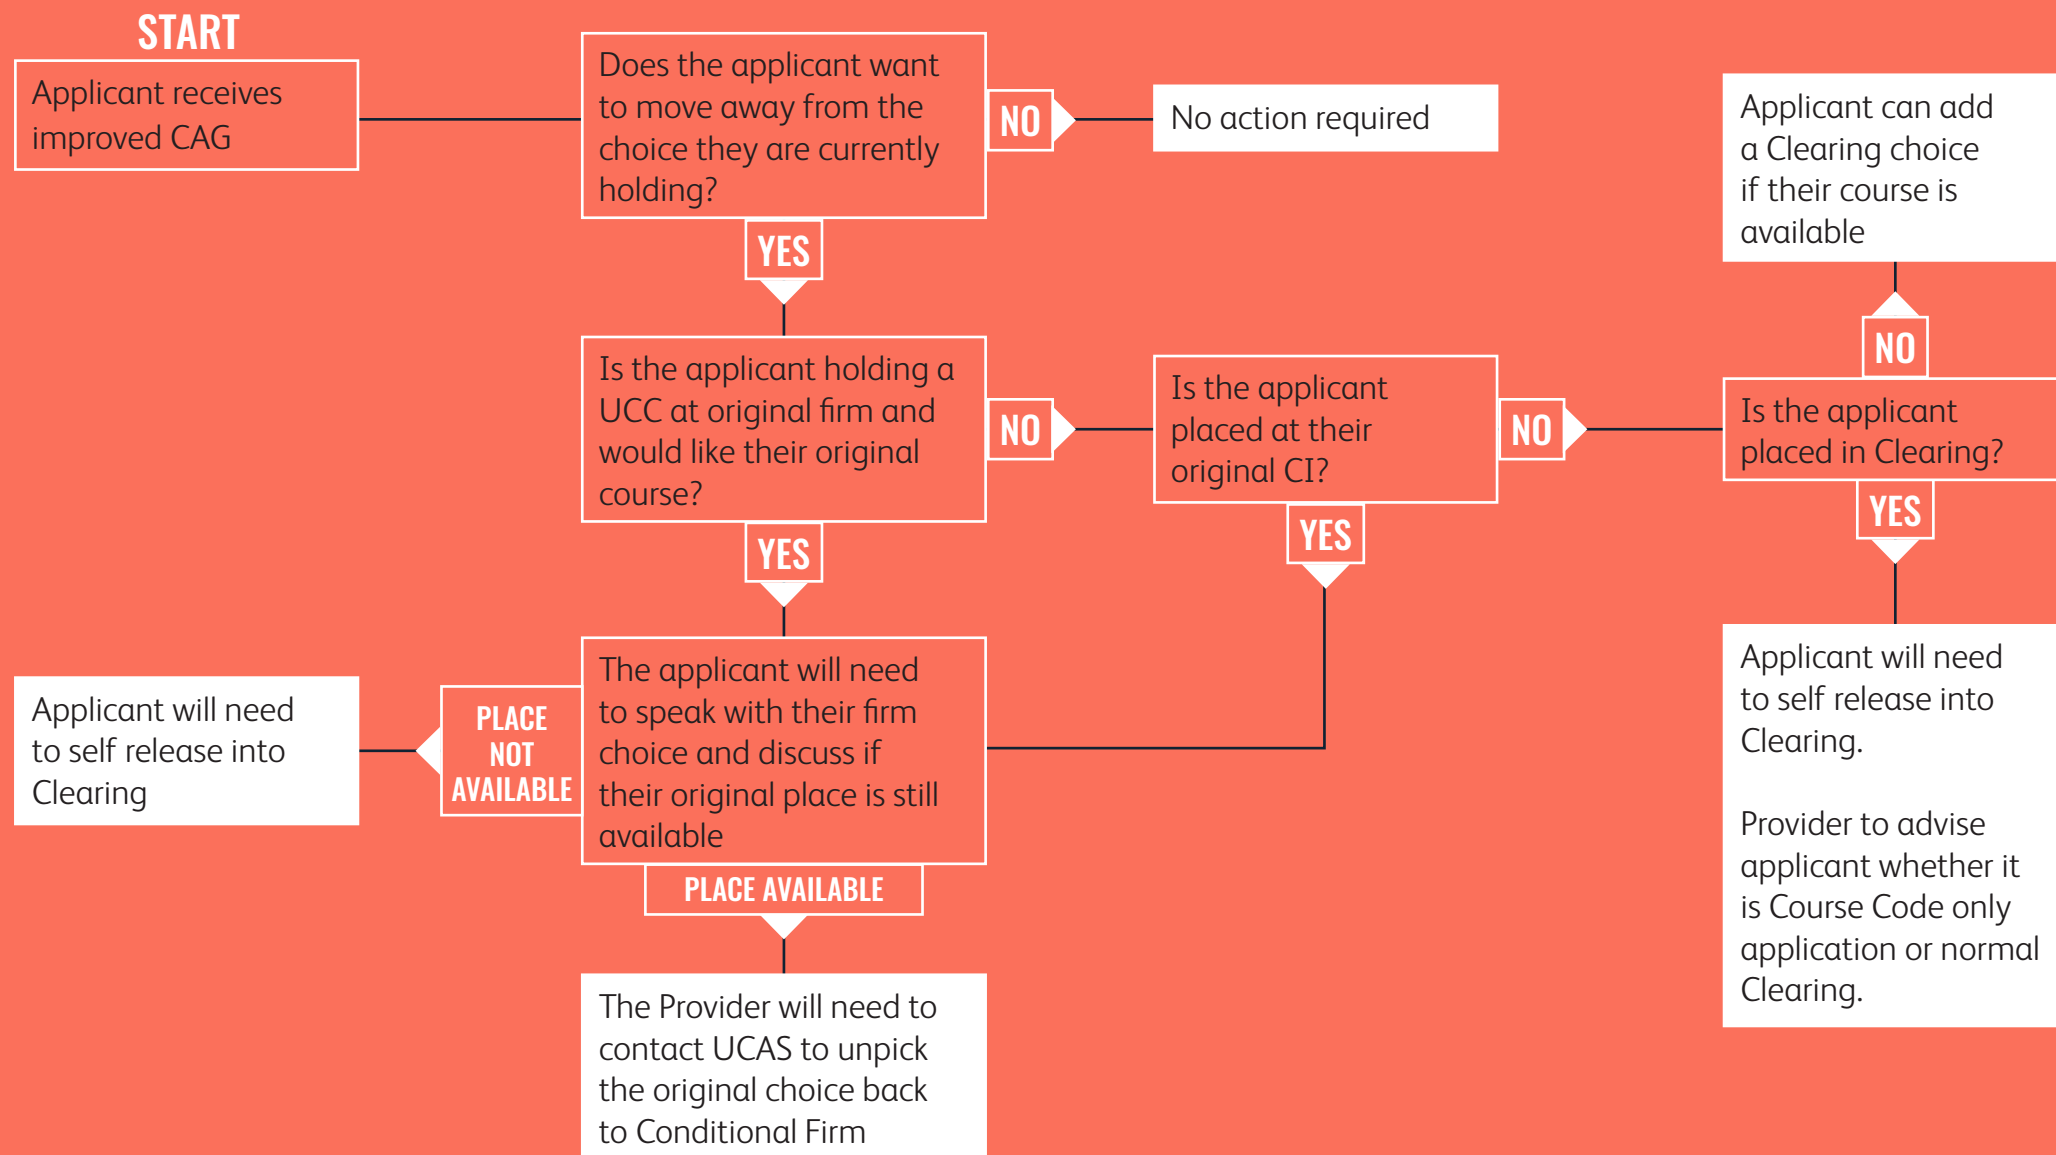 START
Applicant receives
improved CAG
Does the applicant want
to move away from the
choice they are currently
holding?
NO
No action required
YES
Is the applicant holding a
UCC at original firm and
would like their original
course?
NO
Is the applicant
placed at their
original CI?
NO
Is the applicant
placed in Clearing?
NO
Applicant can add
a Clearing choice
if their course is
available
YES
Applicant will need
to self release into
Clearing.
Provider to advise
applicant whether it
is Course Code only
application or normal
Clearing.
YES
YES
The applicant will need
to speak with their firm
choice and discuss if
their original place is still
available
PLACE
NOT
AVAILABLE
Applicant will need
to self release into
Clearing
PLACE AVAILABLE
The Provider will need to
contact UCAS to unpick
the original choice back
to Conditional Firm